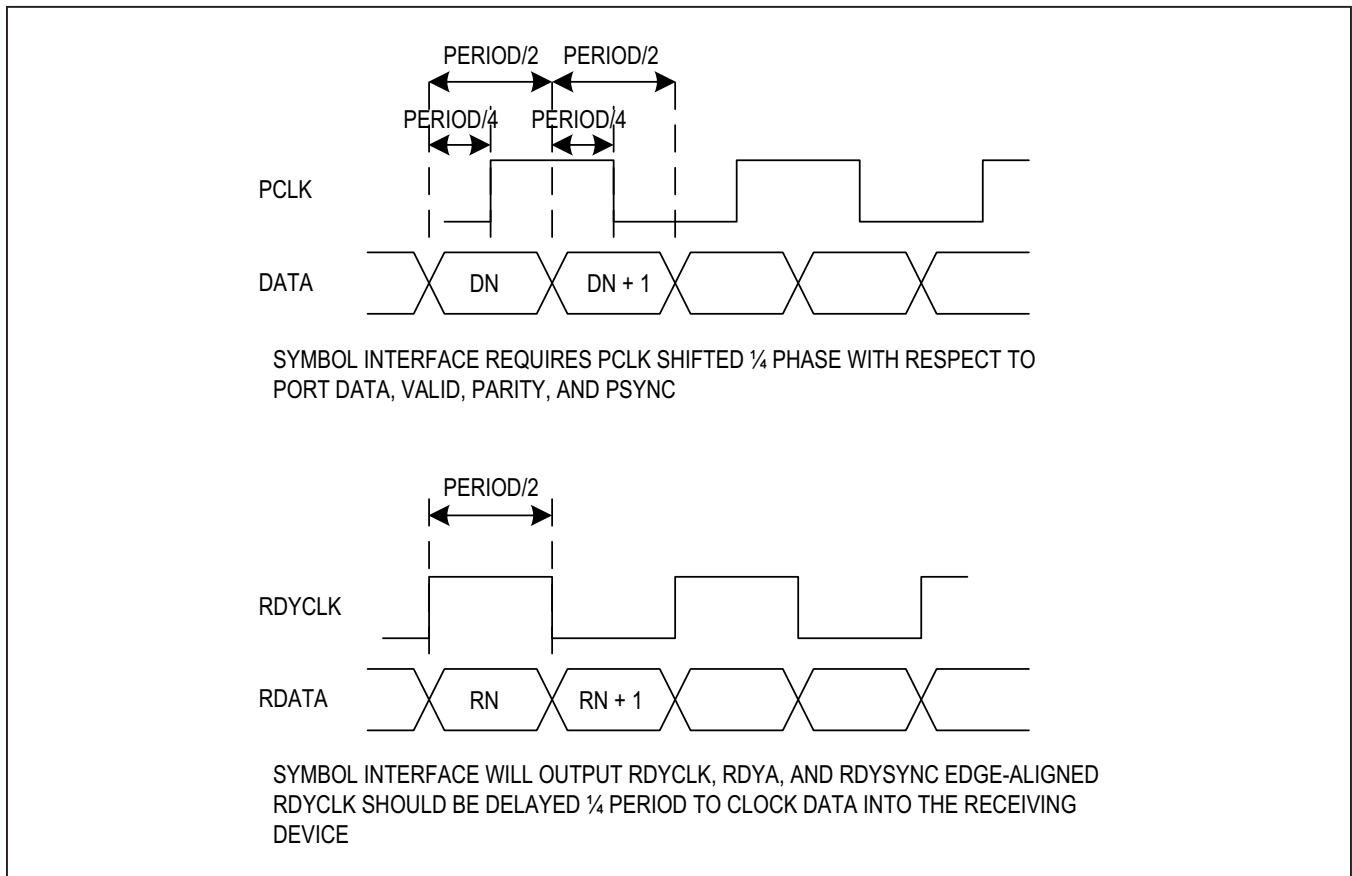 PERIOD/2 PERIOD/2
PERIOD/4 PERIOD/4
PCLK
DATA DN DN + 1
SYMBOL INTERFACE REQUIRES PCLK SHIFTED ¼ PHASE WITH RESPECT TO
PORT DATA, VALID, PARITY, AND PSYNC
PERIOD/2
RDYCLK
RDATA RN RN + 1
SYMBOL INTERFACE WILL OUTPUT RDYCLK, RDYA, AND RDYSYNC EDGE-ALIGNED
RDYCLK SHOULD BE DELAYED ¼ PERIOD TO CLOCK DATA INTO THE RECEIVING
DEVICE